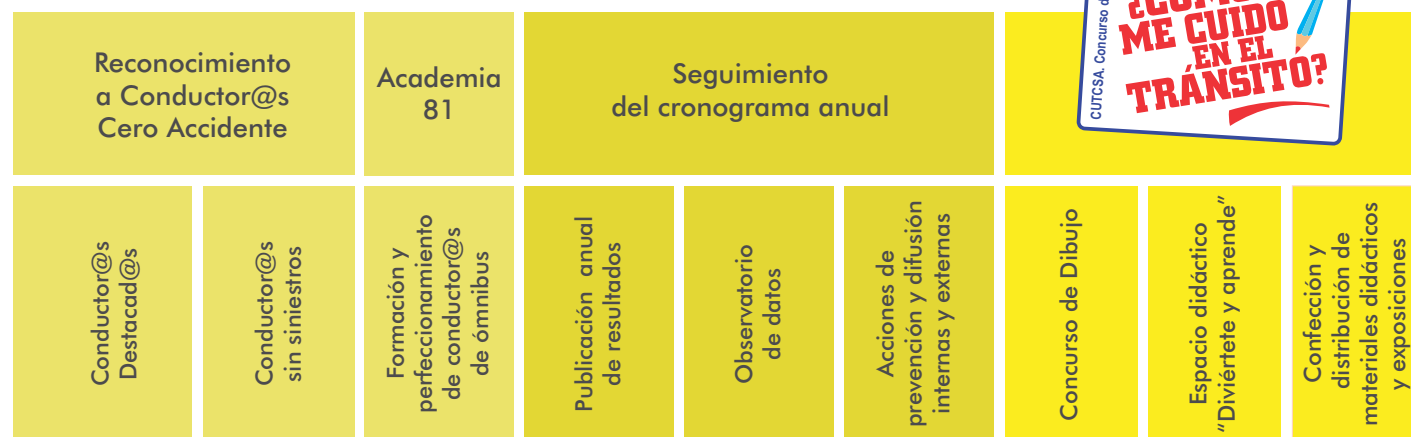 Reconocimiento
a Conductor@s
Cero Accidente
Academia
81
Seguimiento
del cronograma anual
CUTCSA. Concurso
ME CUIDO
EN EL
TRÁNSITO?
Conductor@s
Destacad@s
Conductor@s
sin siniestros
Formación y
perfeccionamiento
de conductor@s
de ómnibus
Publicación anual
de resultados
Observatorio
de datos
Acciones de
prevención y difusión
internas y externas
Concurso de Dibujo
Espacio didáctico
"Diviértete y aprende"
Confección y
distribución de
materiales didácticos
y exposiciones